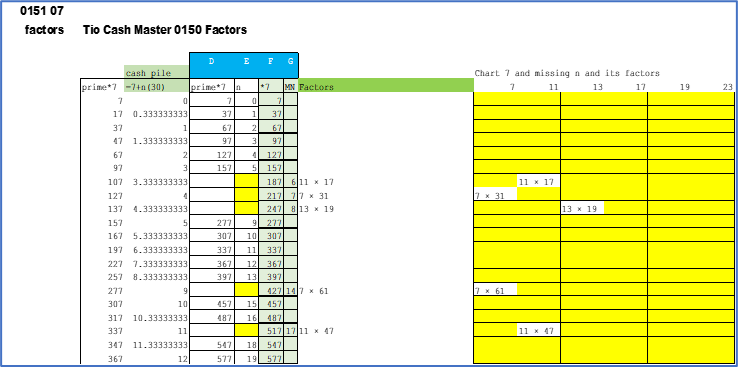 0151 07
factors Tio Cash Master 0150 Factors
D E F G
cash pile Chart 7 and missing n and its factors
prime*7 =7+n(30) prime*7 n *7 MN Factors 7 11 13 17 19 23
7 0 7 0 7
17 0.333333333 37 1 37
37 1 67 2 67
47 1.333333333 97 3 97
67 2 127 4 127
97 3 157 5 157
107 3.333333333 187 6 11 × 17 11 × 17
127 4 217 7 7 × 31 7 × 31
137 4.333333333 247 8 13 × 19 13 × 19
157 5 277 9 277
167 5.333333333 307 10 307
197 6.333333333 337 11 337
227 7.333333333 367 12 367
257 8.333333333 397 13 397
277 9 427 14 7 × 61 7 × 61
307 10 457 15 457
317 10.33333333 487 16 487
337 11 517 17 11 × 47 11 × 47
347 11.33333333 547 18 547
367 12 577 19 577